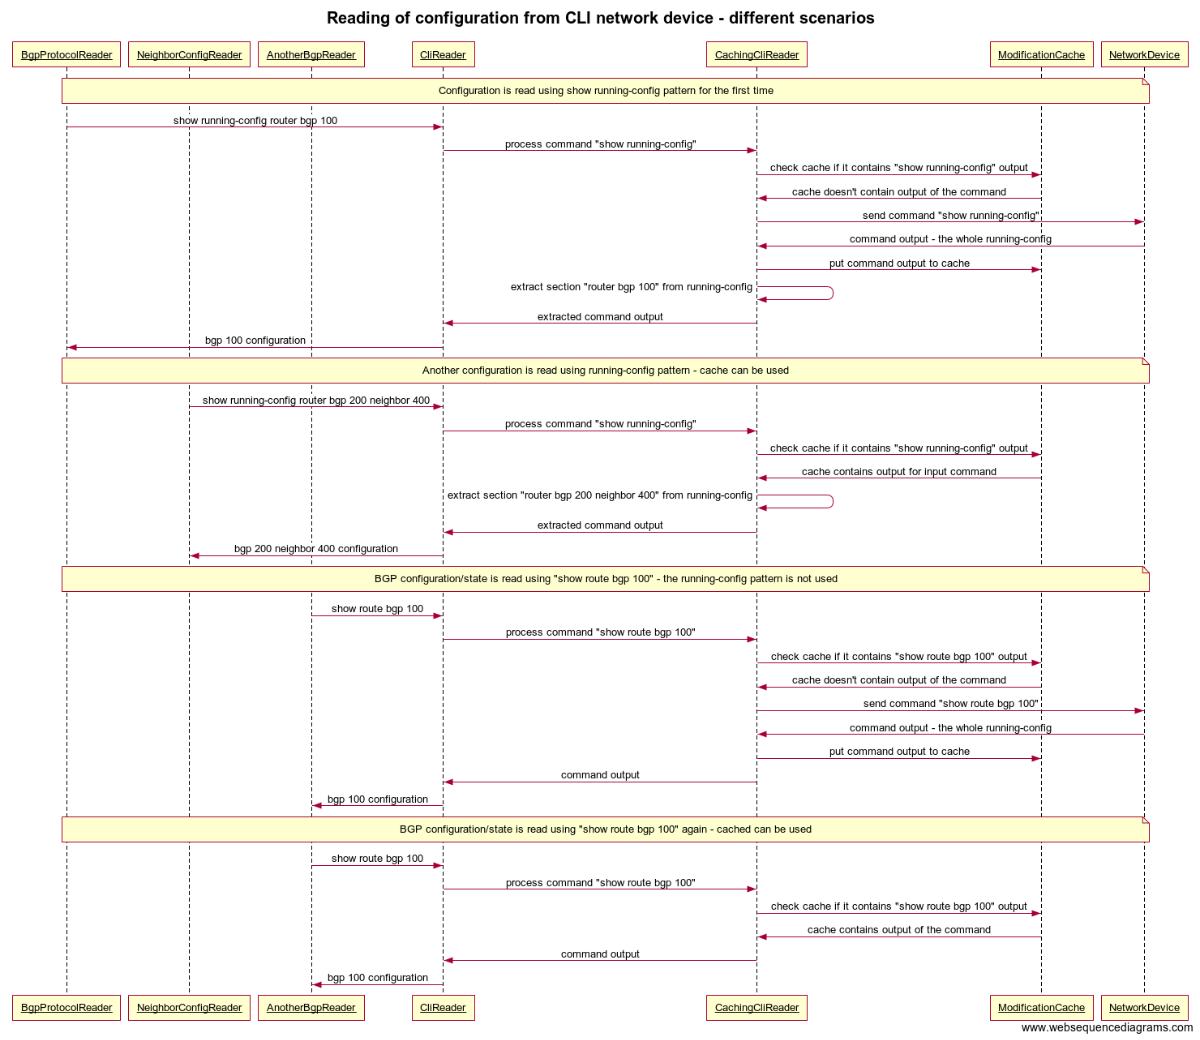 Reading of configuration from CLI network device - different scenarios
BgpProtocolReader NeighborConfigReader AnotherBgpReader CliReader CachingCliReader ModificationCache NetworkDevice
Configuration is read using show running-config pattern for the first time
show running-config router bgp 100
process command "show running-config"
check cache if it contains "show running-config" output
cache doesn't contain output of the command
send command "show running-config"
command output - the whole running-config
put command output to cache
extract section "router bgp 100" from running-config
extracted command output
bgp 100 configuration
Another configuration is read using running-config pattern - cache can be used
show running-config router bgp 200 neighbor 400
process command "show running-config"
check cache if it contains "show running-config" output
cache contains output for input command
extract section "router bgp 200 neighbor 400" from running-config
extracted command output
bgp 200 neighbor 400 configuration
BGP configuration/state is read using "show route bgp 100" - the running-config pattern is not used
show route bgp 100
process command "show route bgp 100"
check cache if it contains "show route bgp 100" output
cache doesn't contain output of the command
send command "show route bgp 100"
command output - the whole running-config
put command output to cache
command output
bgp 100 configuration
BGP configuration/state is read using "show route bgp 100" again - cached can be used
show route bgp 100
process command "show route bgp 100"
check cache if it contains "show route bgp 100" output
cache contains output of the command
command output
bgp 100 configuration
BgpProtocolReader NeighborConfigReader AnotherBgpReader CliReader CachingCliReader ModificationCache NetworkDevice
www.websequencediagrams.com